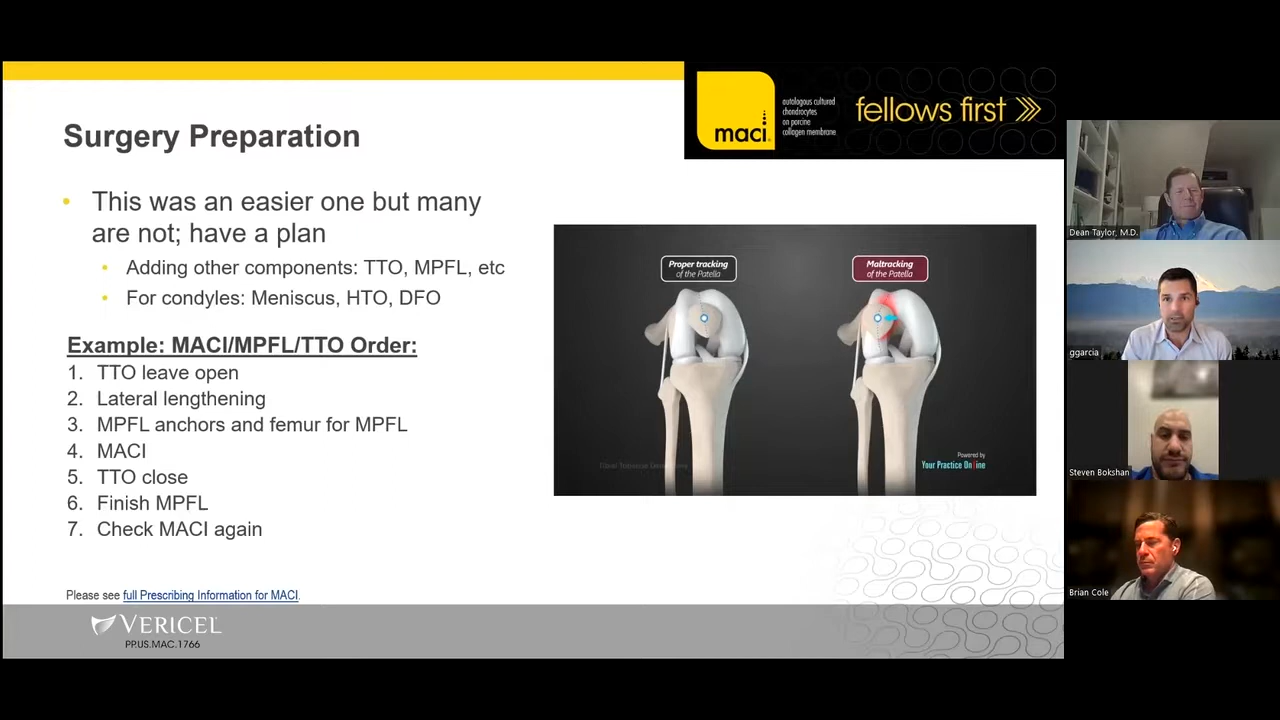 maci
autologous cultured
chondrocytes
on porcine
collagen membrane
fellows first
Surgery Preparation
• This was an easier one but many
are not; have a plan
• Adding other components: TTO, MPFL, etc
• For condyles: Meniscus, HTO, DFO
Example: MACI/MPFL/TTO Order:
1. TTO leave open
2. Lateral lengthening
3. MPFL anchors and femur for MPFL
4. MACI
5. TTO close
6. Finish MPFL
7. Check MACI again
Proper tracking
of the Patella
Maltracking
of the Patella
Powered by
Your Practice Online
Please see full Prescribing Information for MACI.
VERICEL
PP.US.MAC.1766
Dean Taylor, M.D.
ggarcia
Steven Bokshan
Brian Cole